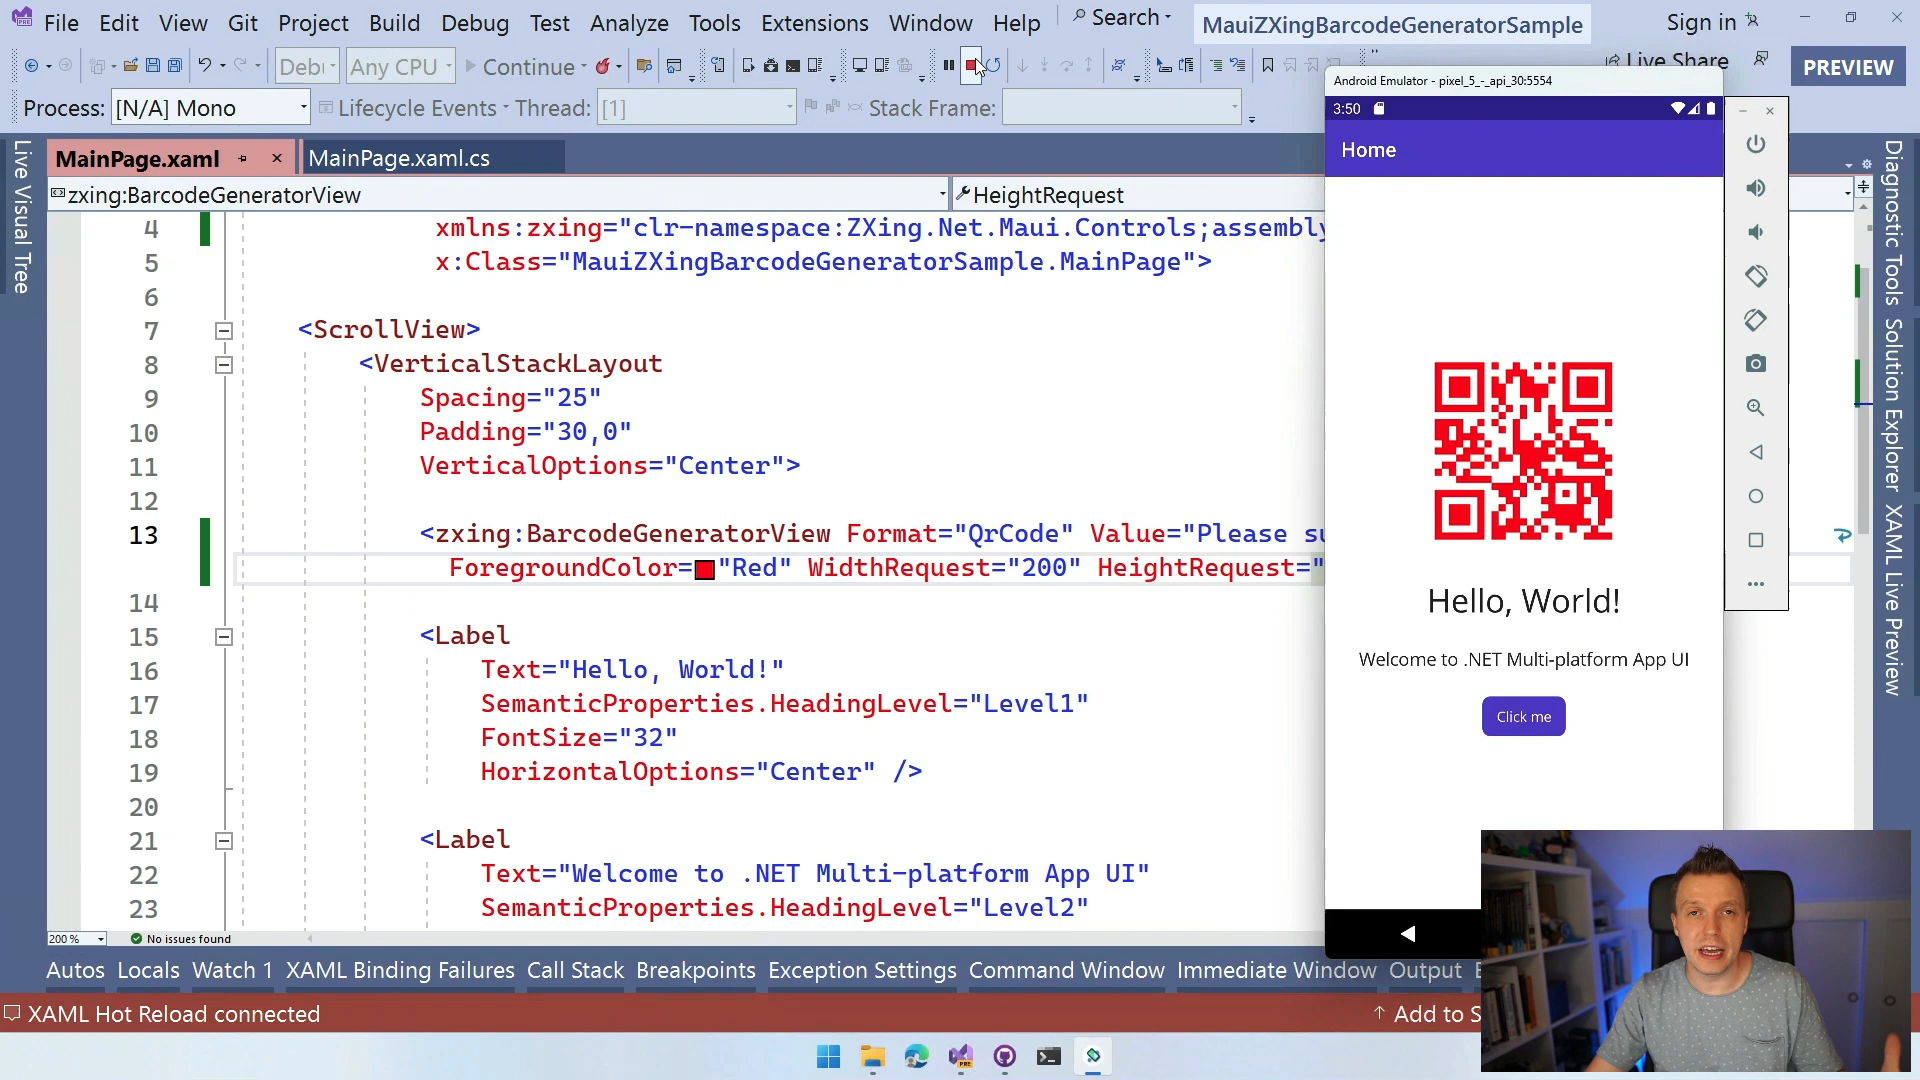 File Edit View Git Project Build Debug Test Analyze Tools Extensions Window Help Search MauiZXingBarcodeGeneratorSample Sign in
Any CPU Continue Live Share PREVIEW
Process: [N/A] Mono Lifecycle Events Thread: [1] Stack Frame:
Live Visual Tree
MainPage.xaml MainPage.xaml.cs
zxing:BarcodeGeneratorView HeightRequest
4 xmlns:zxing="clr-namespace:ZXing.Net.Maui.Controls;assembly
5 x:Class="MauiZXingBarcodeGeneratorSample.MainPage">
6
7 <ScrollView>
8 <VerticalStackLayout
9 Spacing="25"
10 Padding="30,0"
11 VerticalOptions="Center">
12
13 <zxing:BarcodeGeneratorView Format="QrCode" Value="Please su
ForegroundColor="Red" WidthRequest="200" HeightRequest="
14
15 <Label
16 Text="Hello, World!"
17 SemanticProperties.HeadingLevel="Level1"
18 FontSize="32"
19 HorizontalOptions="Center" />
20
21 <Label
22 Text="Welcome to .NET Multi-platform App UI"
23 SemanticProperties.HeadingLevel="Level2"
200 % No issues found
Android Emulator - pixel_5_-_api_30:5554
3:50
Home
Hello, World!
Welcome to .NET Multi-platform App UI
Click me
Diagnostic Tools
Solution Explorer
XAML Live Preview
Autos Locals Watch 1 XAML Binding Failures Call Stack Breakpoints Exception Settings Command Window Immediate Window Output
XAML Hot Reload connected Add to S
PRE